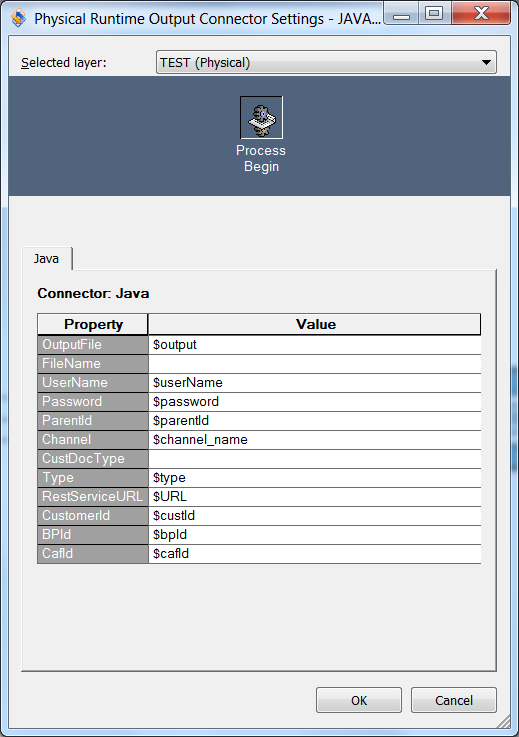 Physical Runtime Output Connector Settings - JAVA...
Selected layer: TEST (Physical)
Process
Begin
Java
Connector: Java
Property Value
OutputFile $output
FileName
UserName $userName
Password $password
ParentId $parentId
Channel $channel_name
CustDocType
Type $type
RestServiceURL $URL
CustomerId $custId
BPId $bpId
CafId $cafId
OK Cancel